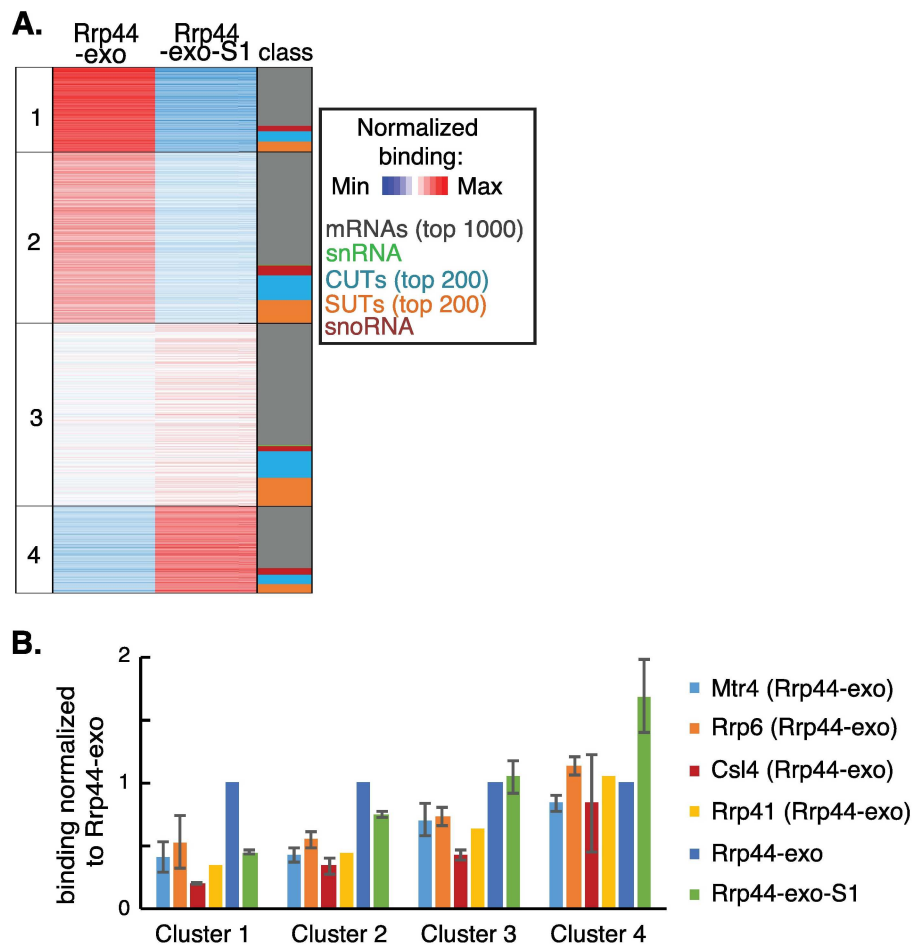 A.
Rrp44
-exo
Rrp44
-exo-S1
class
1
2
3
4
Normalized
binding:
Min Max
mRNAs (top 1000)
snRNA
CUTs (top 200)
SUTs (top 200)
snoRNA
B.
binding normalized
to Rrp44-exo
2
1
0
Cluster 1 Cluster 2 Cluster 3 Cluster 4
Mtr4 (Rrp44-exo)
Rrp6 (Rrp44-exo)
Csl4 (Rrp44-exo)
Rrp41 (Rrp44-exo)
Rrp44-exo
Rrp44-exo-S1